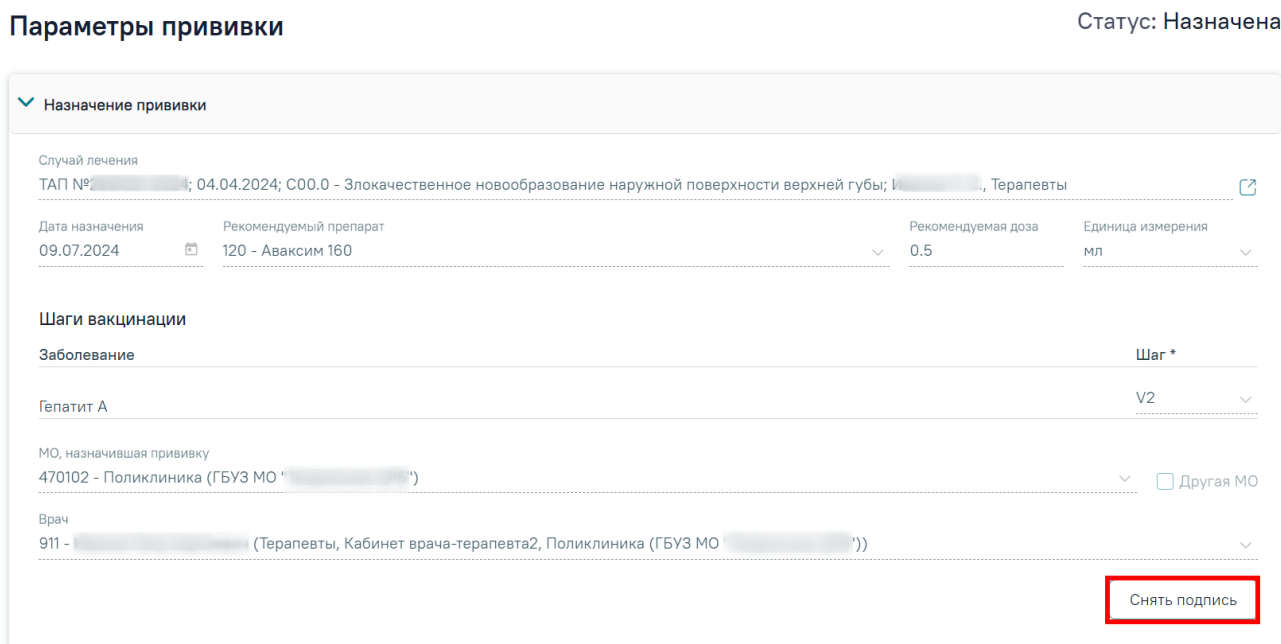 Параметры прививки
Статус: Назначена
Назначение прививки
Случай лечения
ТАП №; 04.04.2024; C00.0 - Злокачественное новообразование наружной поверхности верхней губы; , Терапевты
Дата назначения Рекомендуемый препарат Рекомендуемая доза Единица измерения
09.07.2024 120 - Аваксим 160 0.5 мл
Шаги вакцинации
Заболевание Шаг *
Гепатит А V2
МО, назначившая прививку
470102 - Поликлиника (ГБУЗ МО "")
Другая МО
Врач
911 - (Терапевты, Кабинет врача-терапевта2, Поликлиника (ГБУЗ МО ""))
Снять подпись